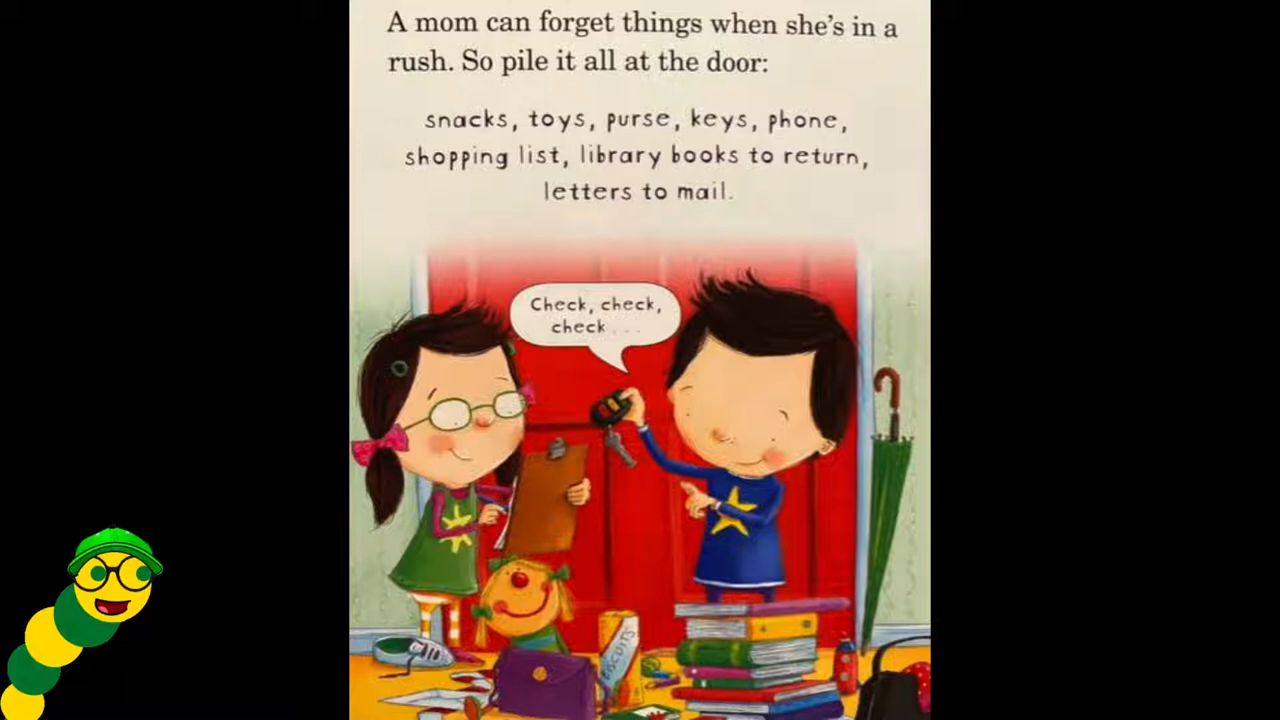 A mom can forget things when she's in a
rush. So pile it all at the door:
snacks, toys, purse, keys, phone,
shopping list, library books to return,
letters to mail.
Check, check,
check . . .
BISCUITS